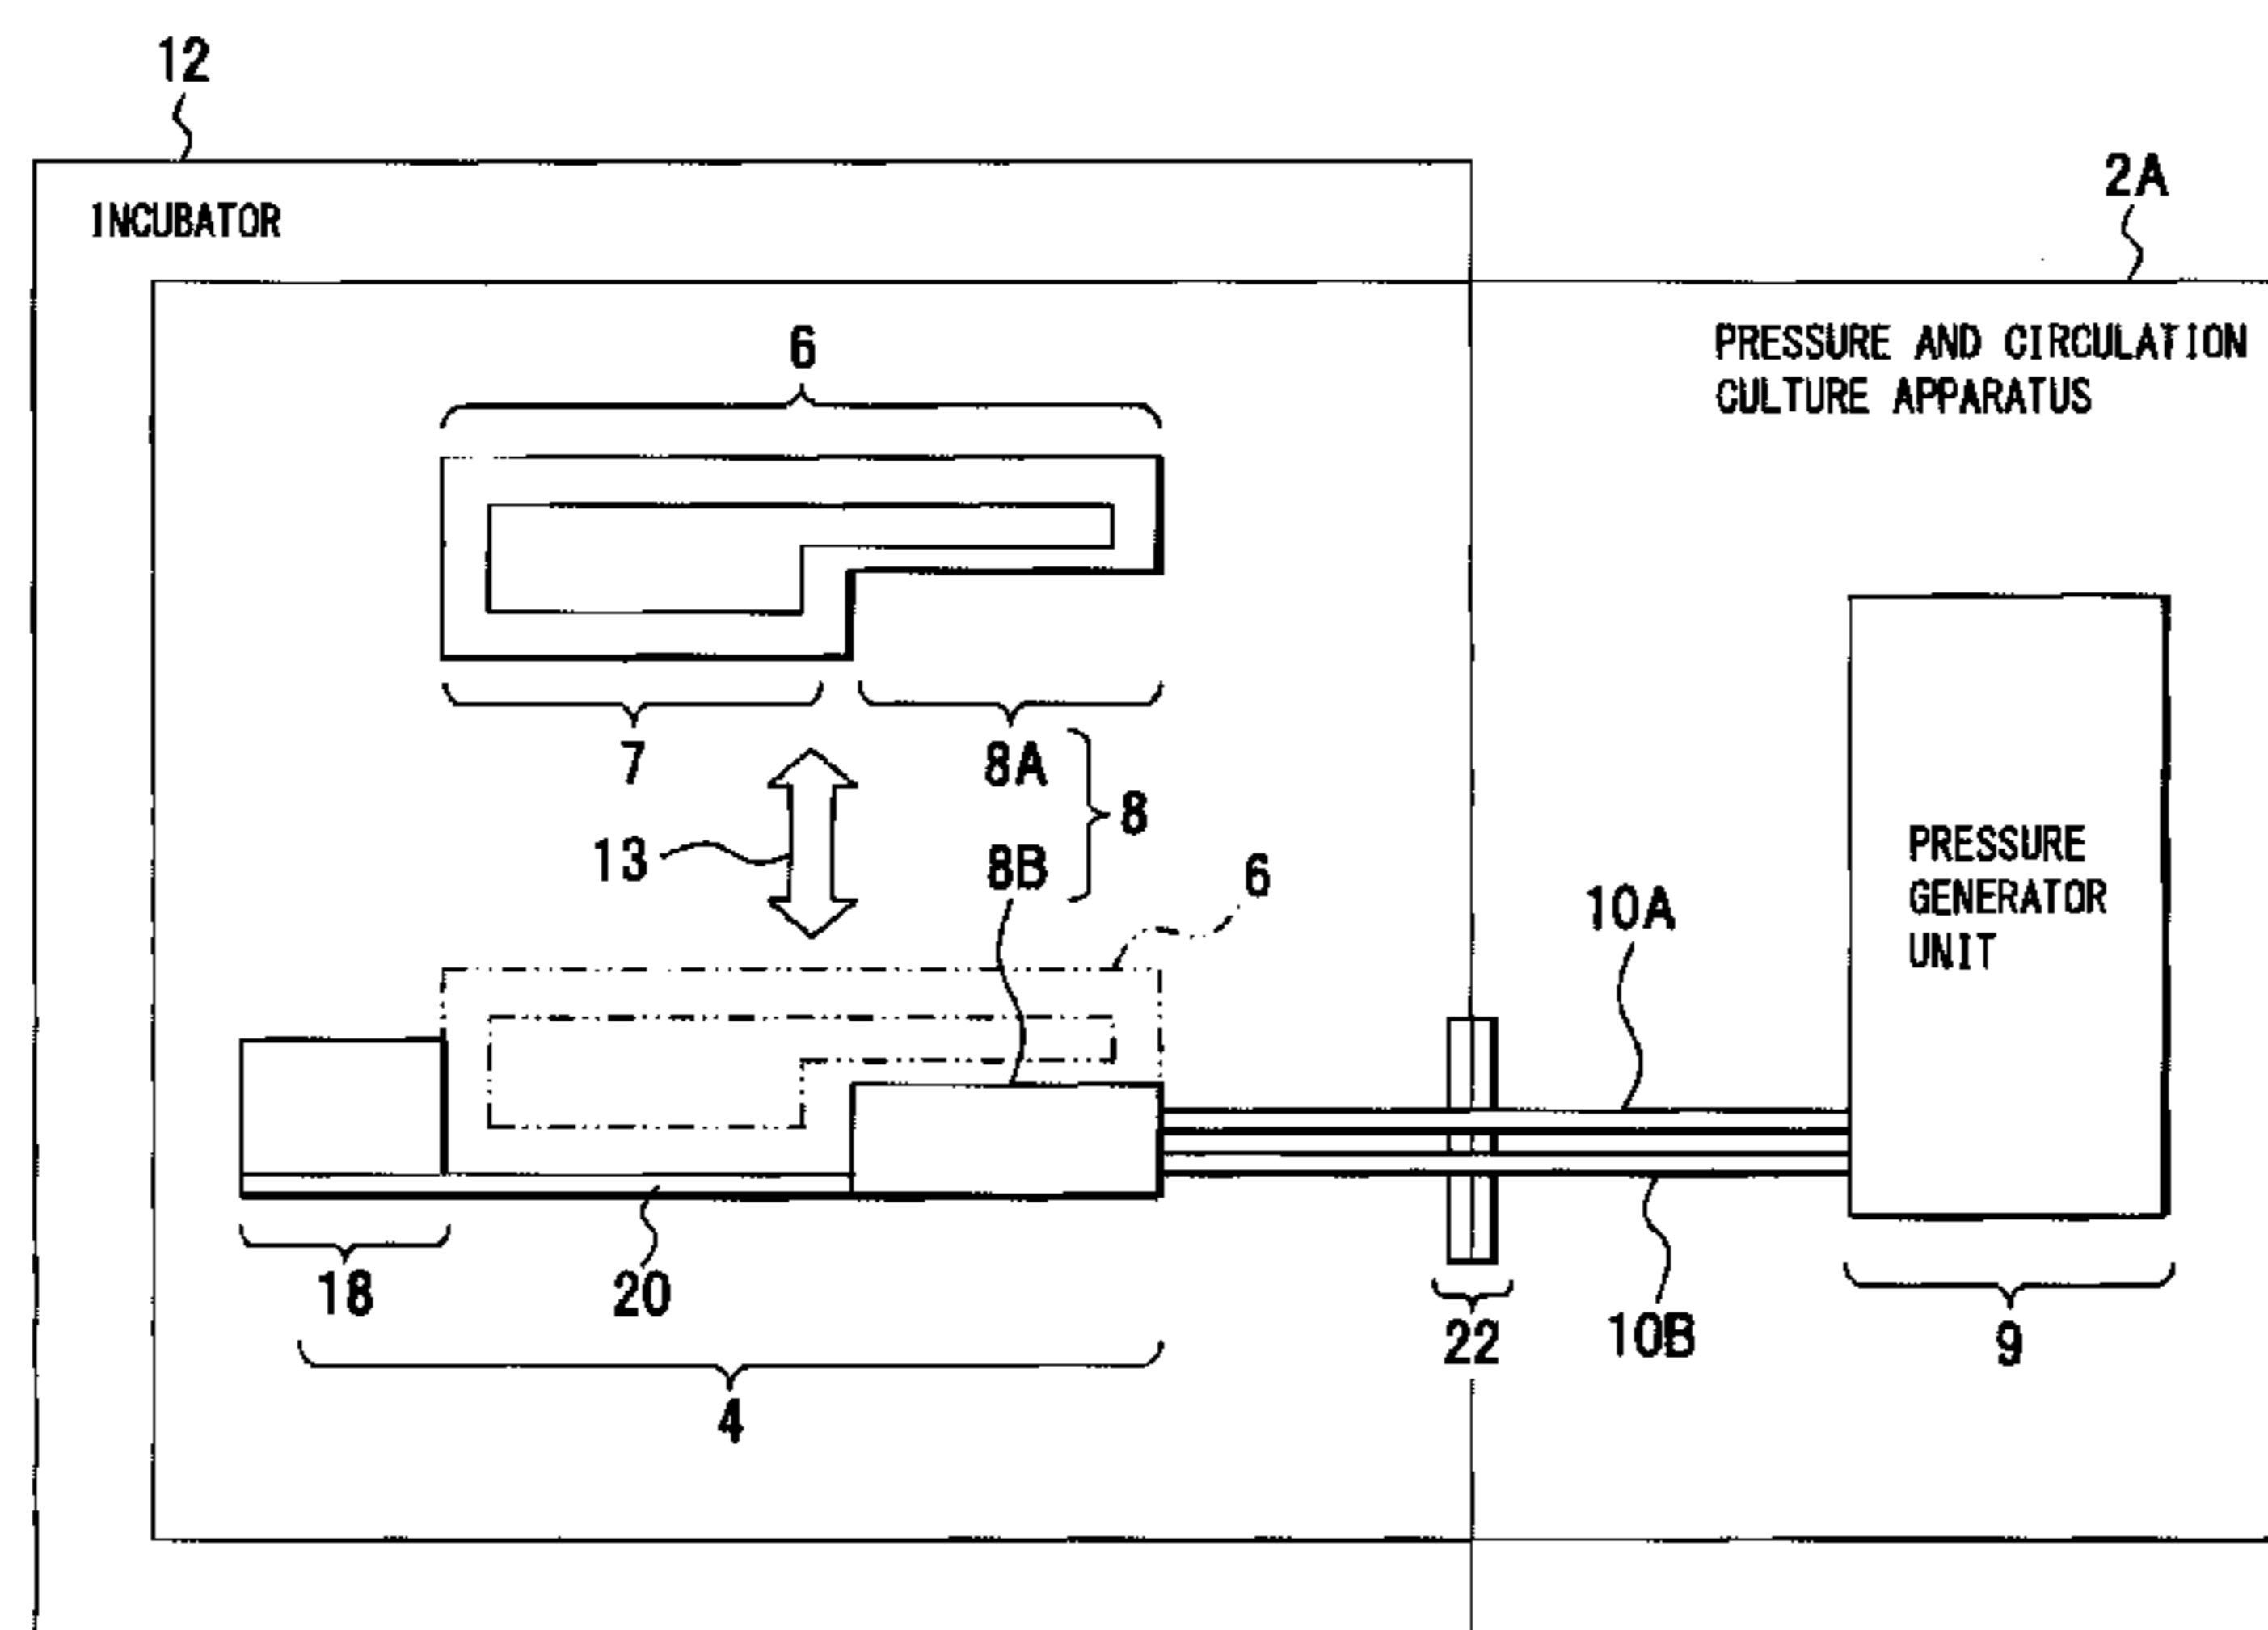 12
2A
INCUBATOR
PRESSURE AND CIRCULATION
CULTURE APPARATUS
6
7
8A
8
13
8B
6
10A
PRESSURE
GENERATOR
UNIT
18
20
22
10B
9
4